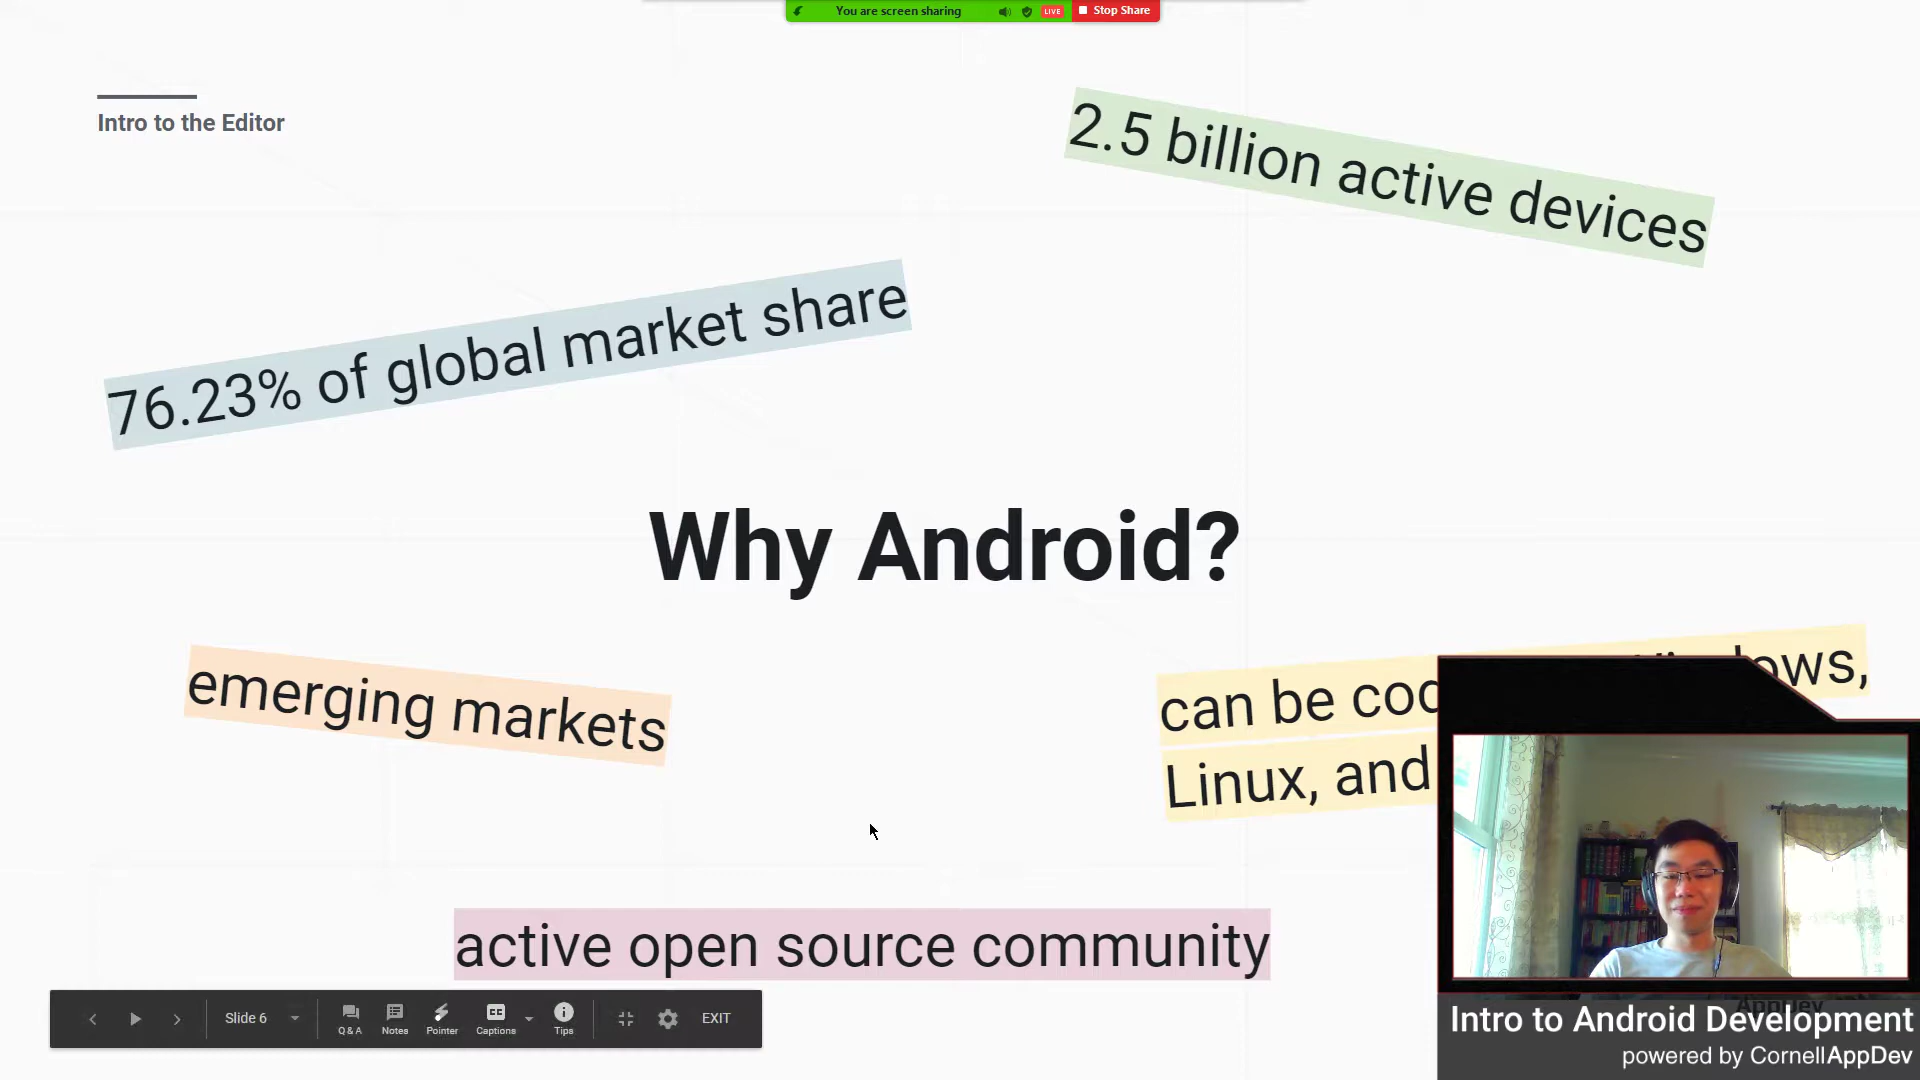 You are screen sharing
LIVE
Stop Share
Intro to the Editor
2.5 billion active devices
76.23% of global market share
Why Android?
emerging markets
can be
Linux, and
active open source community
Slide 6
Q & A
Notes
Pointer
Captions
Tips
EXIT
AppDev
Intro to Android Development
powered by CornellAppDev